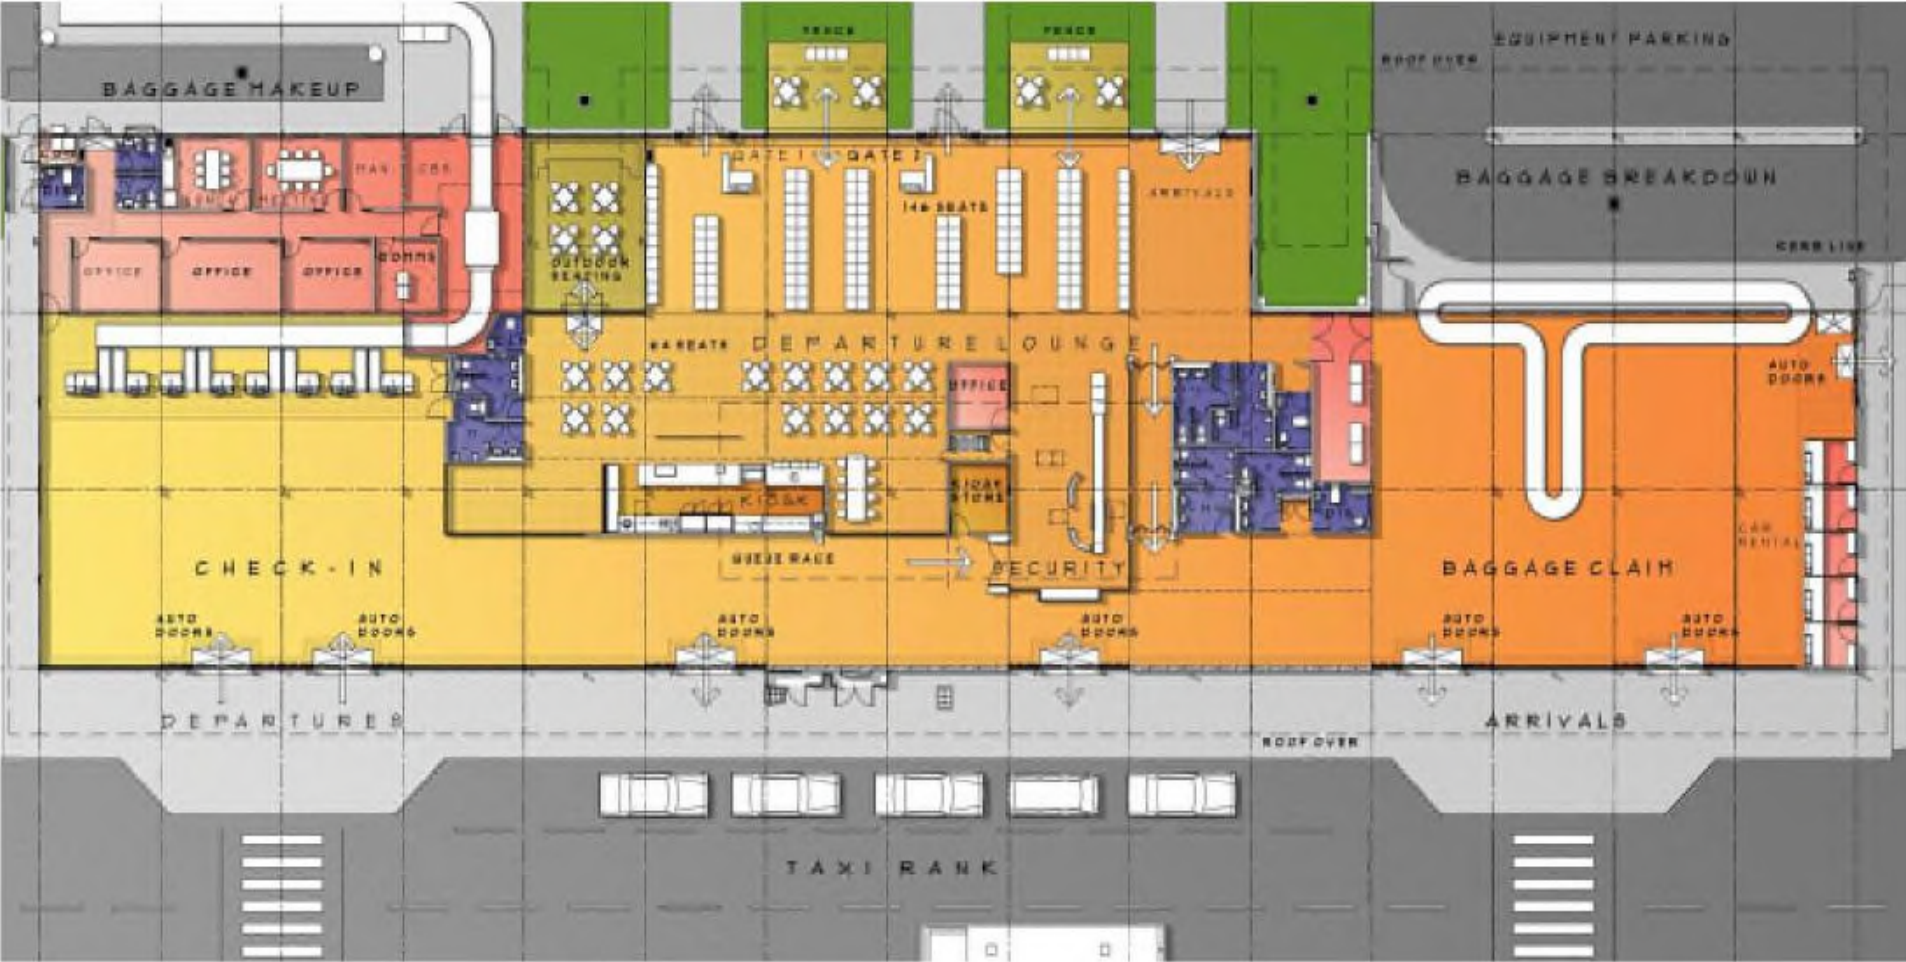 FENCE
FENCE
EQUIPMENT PARKING
ROOF OVER
BAGGAGE MAKEUP
GATE 1
GATE 2
BAGGAGE BREAKDOWN
ARRIVALS
146 SEATS
KERB LINE
OFFICE
OFFICE
OFFICE
COMMS
OUTDOOR
SEATING
64 SEATS
DEPARTURE LOUNGE
AUTO
DOORS
OFFICE
KIOSK
STORE
KIOSK
CAR
RENTAL
QUEUE RACE
CHECK-IN
SECURITY
BAGGAGE CLAIM
AUTO
DOORS
AUTO
DOORS
AUTO
DOORS
AUTO
DOORS
AUTO
DOORS
AUTO
DOORS
DEPARTURES
ARRIVALS
ROOF OVER
TAXI RANK